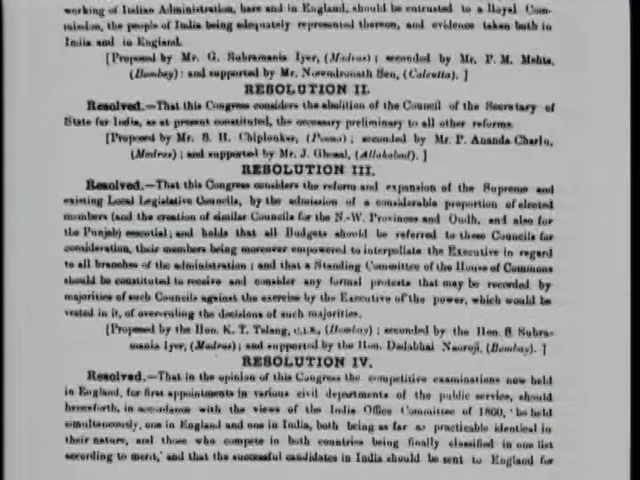 working of Indian Administration, here and in England, should be entrusted to a Royal Com-
mission, the people of India being adequately represented thereon, and evidence taken both in
India and in England.
[Proposed by Mr. G. Subramania Iyer, (Madras); seconded by Mr. P. M. Mehta,
(Bombay): and supported by Mr. Norendronath Sen, (Calcutta). ]
RESOLUTION II.
Resolved.—That this Congress considers the abolition of the Council of the Secretary of
State for India, as at present constituted, the necessary preliminary to all other reforms.
[Proposed by Mr. S. H. Chiplonkar, (Poona); seconded by Mr. P. Ananda Charlu,
(Madras); and supported by Mr. J. Ghosal, (Allahabad). ]
RESOLUTION III.
Resolved.—That this Congress considers the reform and expansion of the Supreme and
existing Local Legislative Councils, by the admission of a considerable proportion of elected
members (and the creation of similar Councils for the N.-W. Provinces and Oudh, and also for
the Punjab) essential; and holds that all Budgets should be referred to these Councils for
consideration, their members being moreover empowered to interpellate the Executive in regard
to all branches of the administration; and that a Standing Committee of the House of Commons
should be constituted to receive and consider any formal protests that may be recorded by
majorities of such Councils against the exercise by the Executive of the power, which would be
vested in it, of over-ruling the decisions of such majorities.
[Proposed by the Hon. K. T. Telang, C.I.E., (Bombay); seconded by the Hon. S. Subra-
mania Iyer, (Madras); and supported by the Hon. Dadabhai Naoroji, (Bombay). ]
RESOLUTION IV.
Resolved.—That in the opinion of this Congress the competitive examinations now held
in England, for first appointments in various civil departments of the public service, should
henceforth, in accordance with the views of the India Office Committee of 1860, 'be held
simultaneously, one in England and one in India, both being as far as practicable identical in
their nature, and those who compete in both countries being finally classified in one list
according to merit,' and that the successful candidates in India should be sent to England for